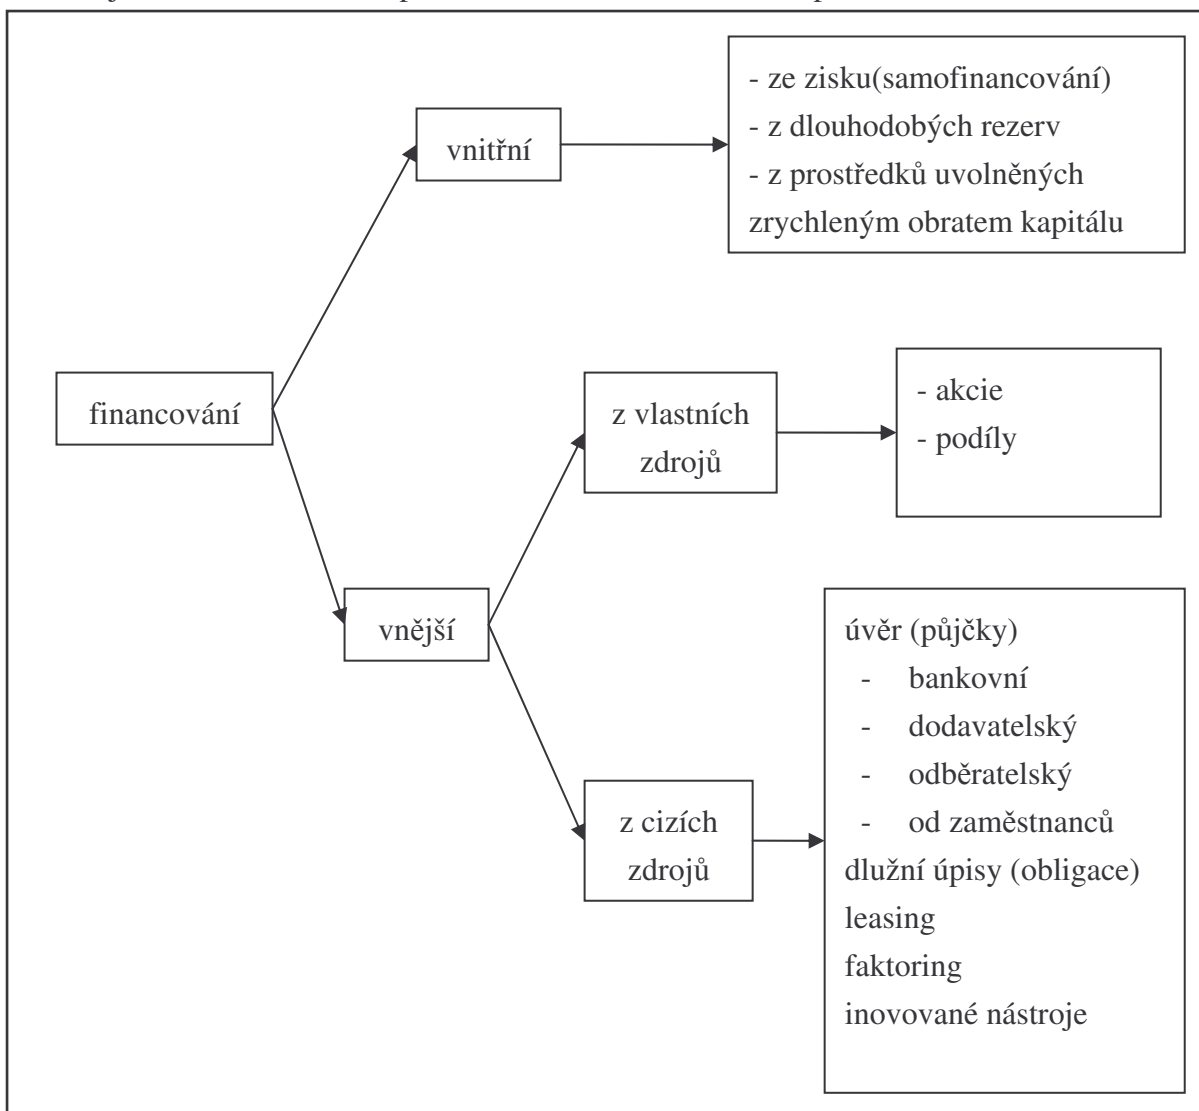 - ze zisku(samofinancování)
- z dlouhodobých rezerv
- z prostředků uvolněných
zrychleným obratem kapitálu
vnitřní
financování
z vlastních
zdrojů
- akcie
- podíly
vnější
z cizích
zdrojů
úvěr (půjčky)
- bankovní
- dodavatelský
- odběratelský
- od zaměstnanců
dlužní úpisy (obligace)
leasing
faktoring
inovované nástroje